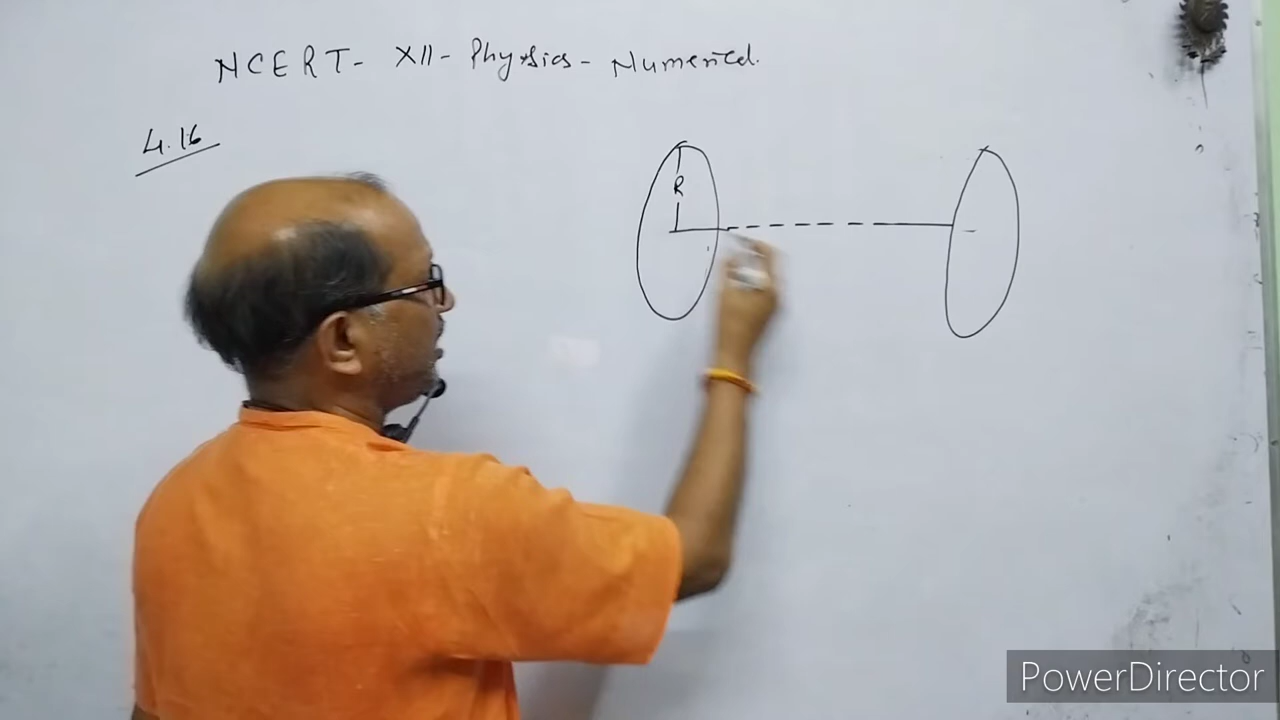 NCERT- XII- Physics- Numerical.
4.16
R
PowerDirector